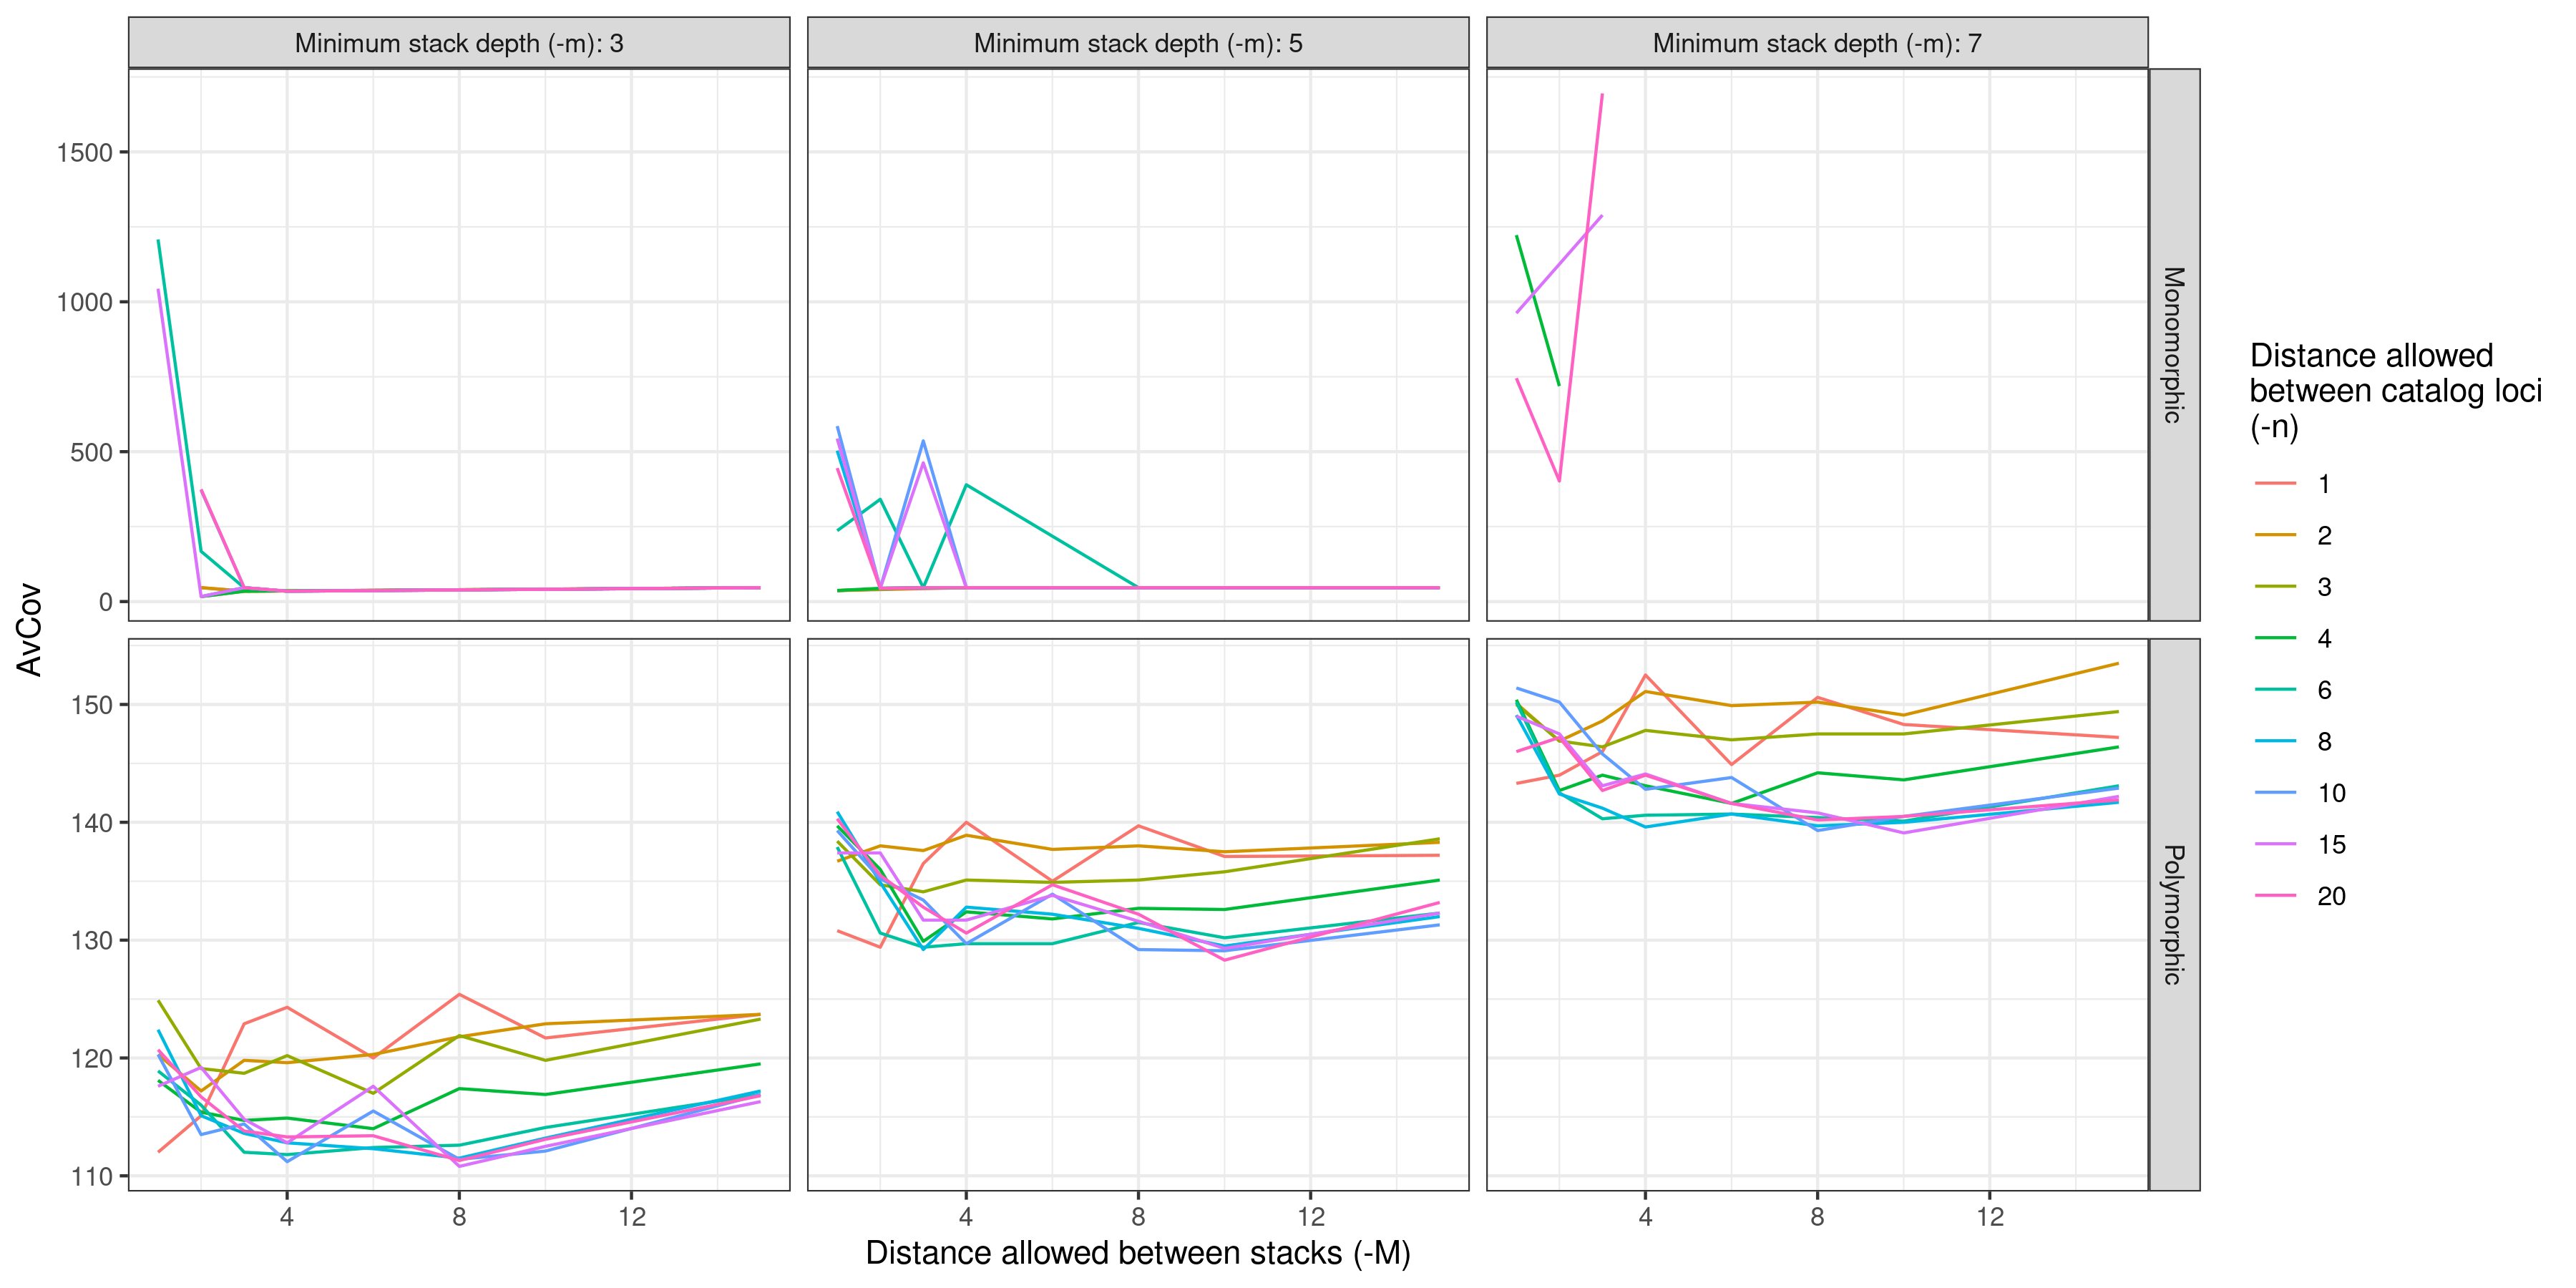 Minimum stack depth (-m): 3
Minimum stack depth (-m): 5
Minimum stack depth (-m): 7
1500
1000
500
0
Monomorphic
AvCov
150
140
130
120
110
Polymorphic
4
8
12
4
8
12
4
8
12
Distance allowed between stacks (-M)
Distance allowed
between catalog loci
(-n)
1
2
3
4
6
8
10
15
20